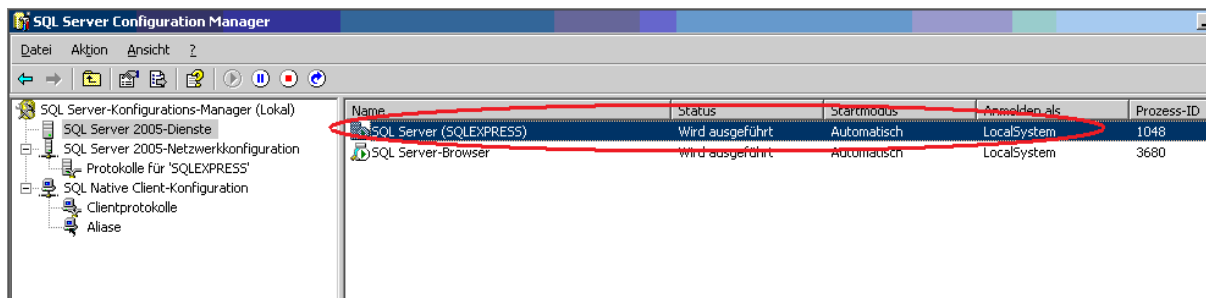 SQL Server Configuration Manager
Datei Aktion Ansicht ?
SQL Server-Konfigurations-Manager (Lokal)
SQL Server 2005-Dienste
SQL Server 2005-Netzwerkkonfiguration
Protokolle für 'SQLEXPRESS'
SQL Native Client-Konfiguration
Clientprotokolle
Aliase
Name Status Startmodus Anmelden als Prozess-ID
SQL Server (SQLEXPRESS) Wird ausgeführt Automatisch LocalSystem 1048
SQL Server-Browser Wird ausgeführt Automatisch LocalSystem 3680